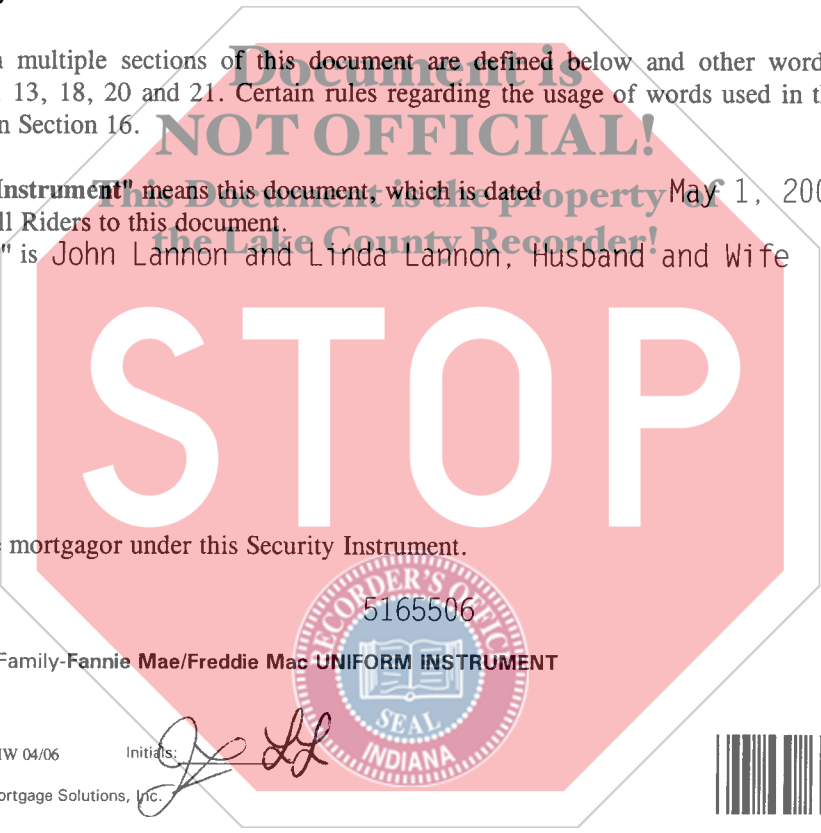 multiple sections of this document are defined below and other word
Document is
13, 18, 20 and 21. Certain rules regarding the usage of words used in t
n Section 16.
NOT OFFICIAL!
Instrument" means this document, which is dated May 1, 200
This Document is the property of
ll Riders to this document.
the Lake County Recorder!
" is John Lannon and Linda Lannon, Husband and Wife
STOP
mortgagor under this Security Instrument.
RECORDER'S OFFICE
5165506
Family-Fannie Mae/Freddie Mac UNIFORM INSTRUMENT
SEAL
INDIANA
IW 04/06 Initials: LL
ortgage Solutions, Inc.